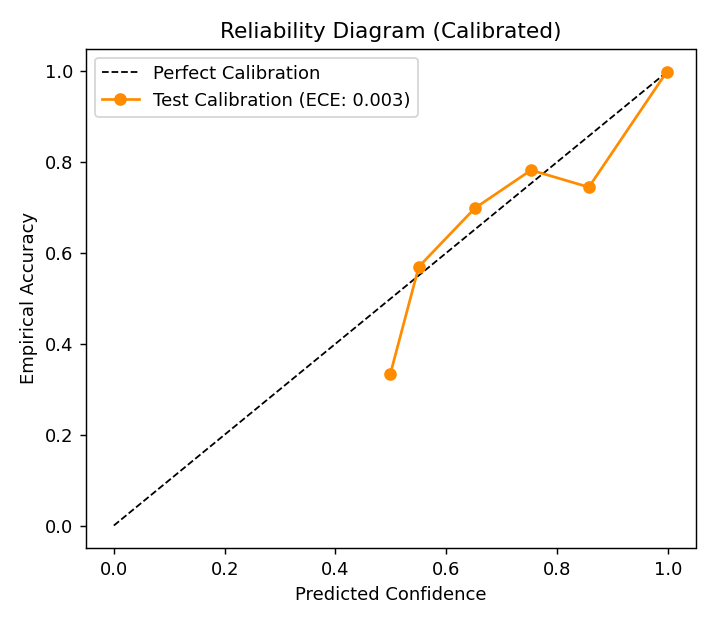 Reliability Diagram (Calibrated)
Perfect Calibration
Test Calibration (ECE: 0.003)
1.0
0.8
0.6
0.4
0.2
0.0
Empirical Accuracy
0.0 0.2 0.4 0.6 0.8 1.0
Predicted Confidence